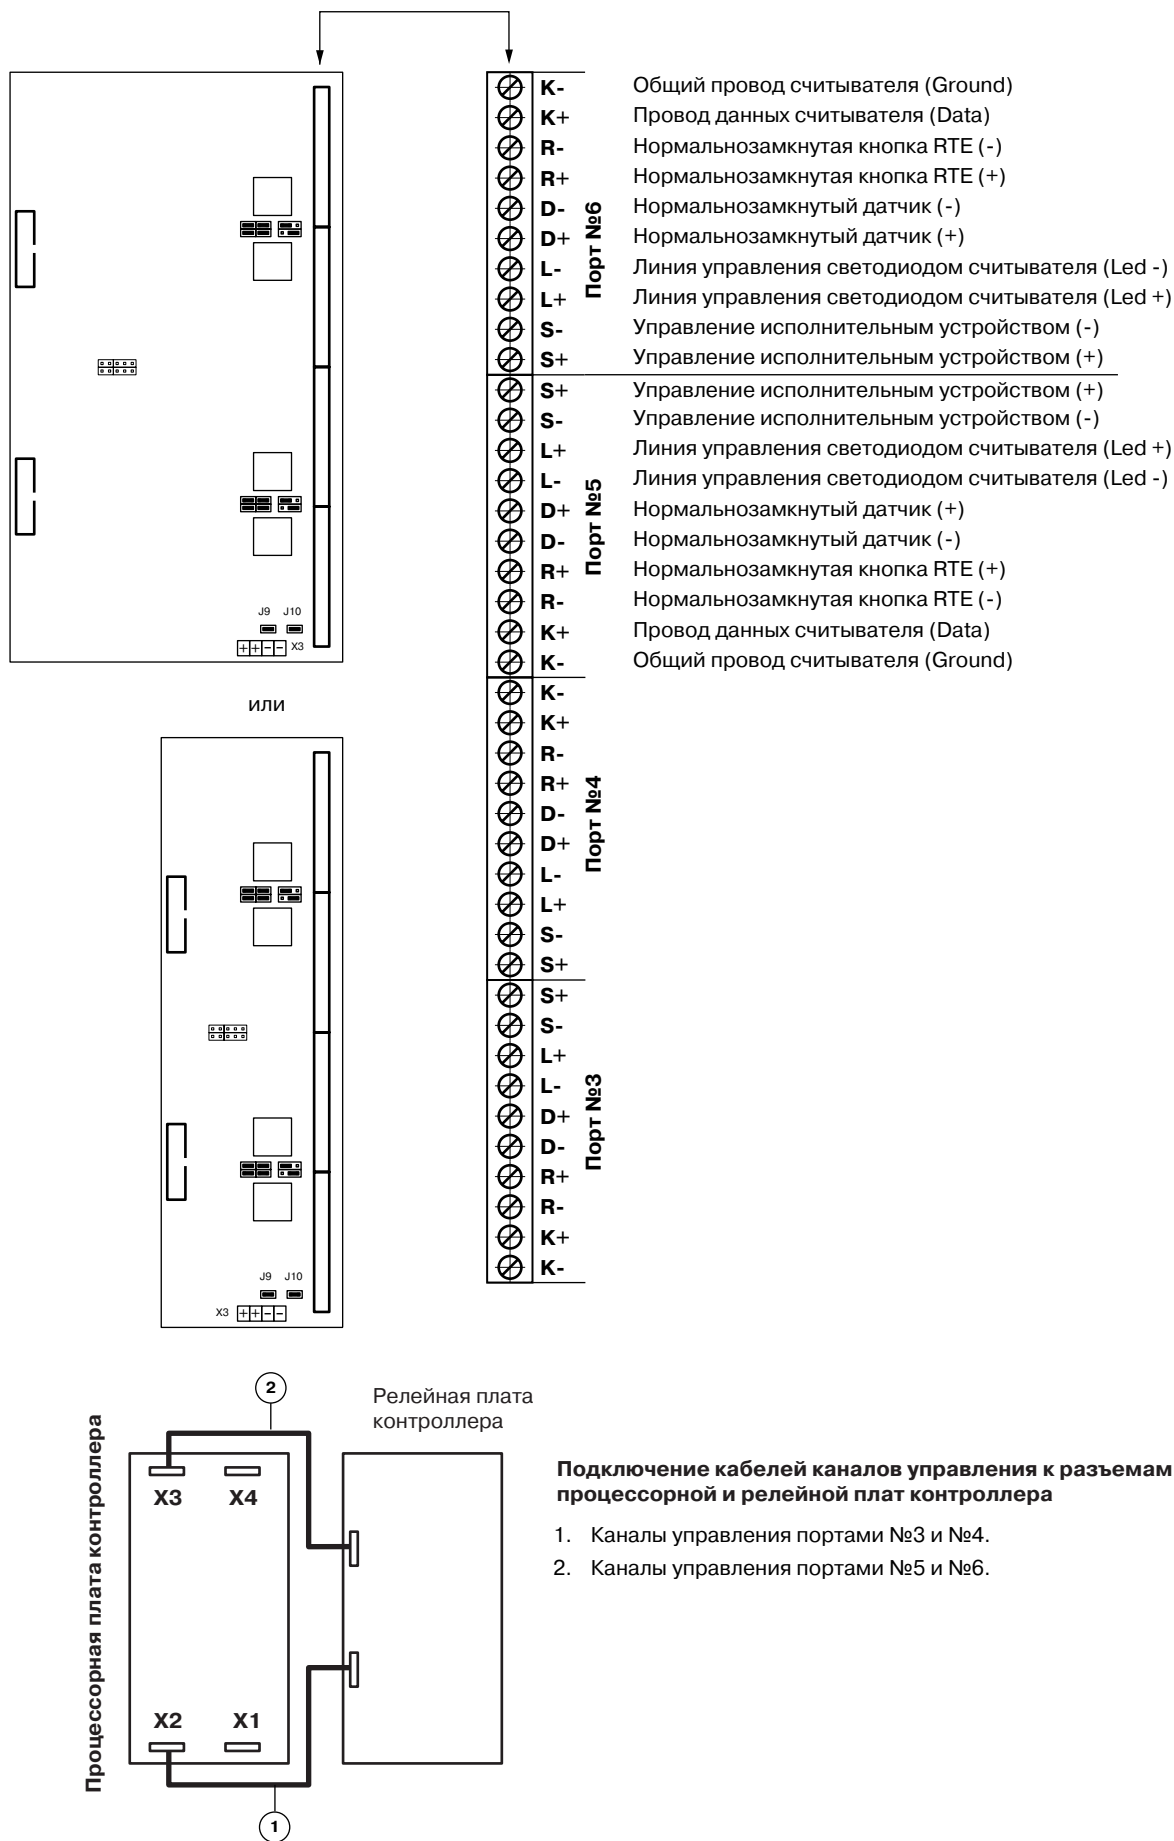 K- Общий провод считывателя (Ground)
K+ Провод данных считывателя (Data)
R- Нормальнозамкнутая кнопка RTE (-)
R+ Нормальнозамкнутая кнопка RTE (+)
D- Нормальнозамкнутый датчик (-)
D+ Нормальнозамкнутый датчик (+)
L- Линия управления светодиодом считывателя (Led -)
L+ Линия управления светодиодом считывателя (Led +)
S- Управление исполнительным устройством (-)
S+ Управление исполнительным устройством (+)
Порт №6
S+ Управление исполнительным устройством (+)
S- Управление исполнительным устройством (-)
L+ Линия управления светодиодом считывателя (Led +)
L- Линия управления светодиодом считывателя (Led -)
D+ Нормальнозамкнутый датчик (+)
D- Нормальнозамкнутый датчик (-)
R+ Нормальнозамкнутая кнопка RTE (+)
R- Нормальнозамкнутая кнопка RTE (-)
K+ Провод данных считывателя (Data)
K- Общий провод считывателя (Ground)
Порт №5
J9 J10
++-- X3
или
K-
K+
R-
R+
D-
D+
L-
L+
S-
S+
Порт №4
S+
S-
L+
L-
D+
D-
R+
R-
K+
K-
Порт №3
J9 J10
X3 ++--
2
Релейная плата
контроллера
Процессорная плата контроллера
X3 X4
X2 X1
1
Подключение кабелей каналов управления к разъемам
процессорной и релейной плат контроллера
1. Каналы управления портами №3 и №4.
2. Каналы управления портами №5 и №6.